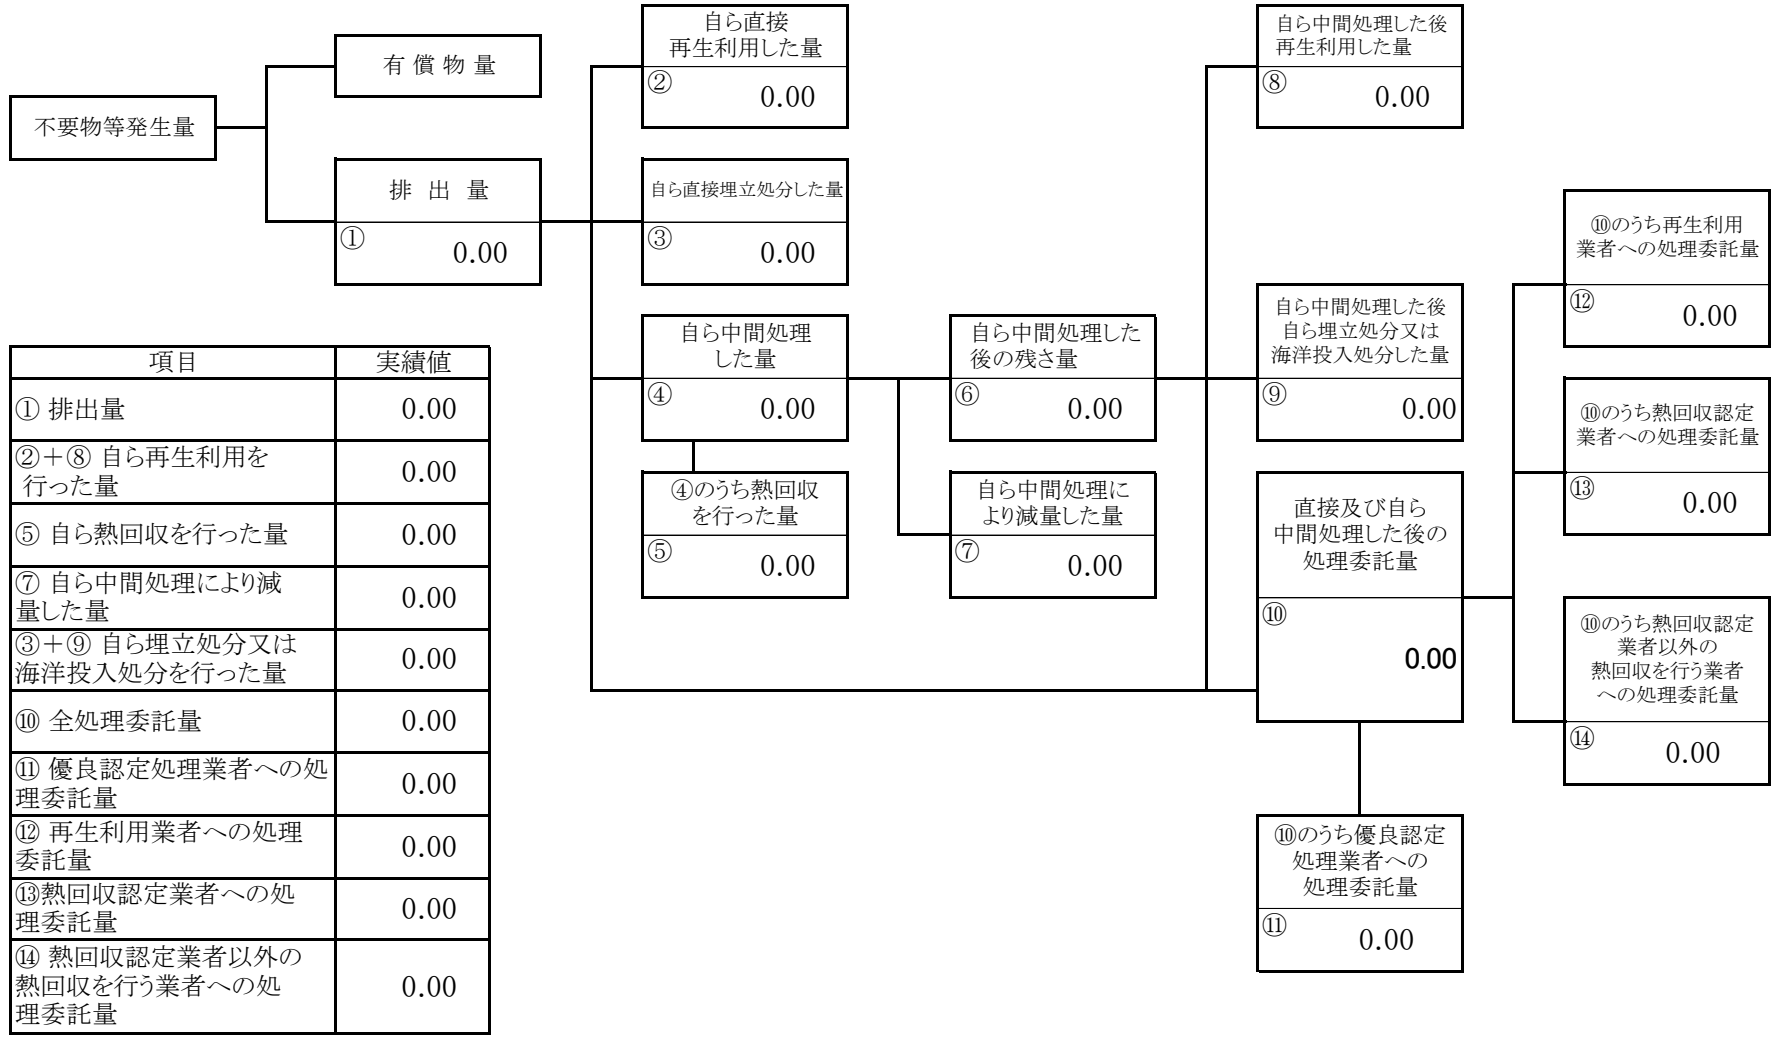 不要物等発生量
有 償 物 量
排 出 量
①
0.00
自ら直接
再生利用した量
②
0.00
自ら直接埋立処分した量
③
0.00
自ら中間処理
した量
④
0.00
④のうち熱回収
を行った量
⑤
0.00
自ら中間処理した
後の残さ量
⑥
0.00
自ら中間処理に
より減量した量
⑦
0.00
自ら中間処理した後
再生利用した量
⑧
0.00
自ら中間処理した後
自ら埋立処分又は
海洋投入処分した量
⑨
0.00
直接及び自ら
中間処理した後の
処理委託量
⑩
0.00
⑩のうち優良認定
処理業者への
処理委託量
⑪
0.00
⑩のうち再生利用
業者への処理委託量
⑫
0.00
⑩のうち熱回収認定
業者への処理委託量
⑬
0.00
⑩のうち熱回収認定
業者以外の
熱回収を行う業者
への処理委託量
⑭
0.00
項目 実績値
① 排出量 0.00
②＋⑧ 自ら再生利用を
行った量 0.00
⑤ 自ら熱回収を行った量 0.00
⑦ 自ら中間処理により減
量した量 0.00
③＋⑨ 自ら埋立処分又は
海洋投入処分を行った量 0.00
⑩ 全処理委託量 0.00
⑪ 優良認定処理業者への処
理委託量 0.00
⑫ 再生利用業者への処理
委託量 0.00
⑬熱回収認定業者への処
理委託量 0.00
⑭ 熱回収認定業者以外の
熱回収を行う業者への処
理委託量 0.00